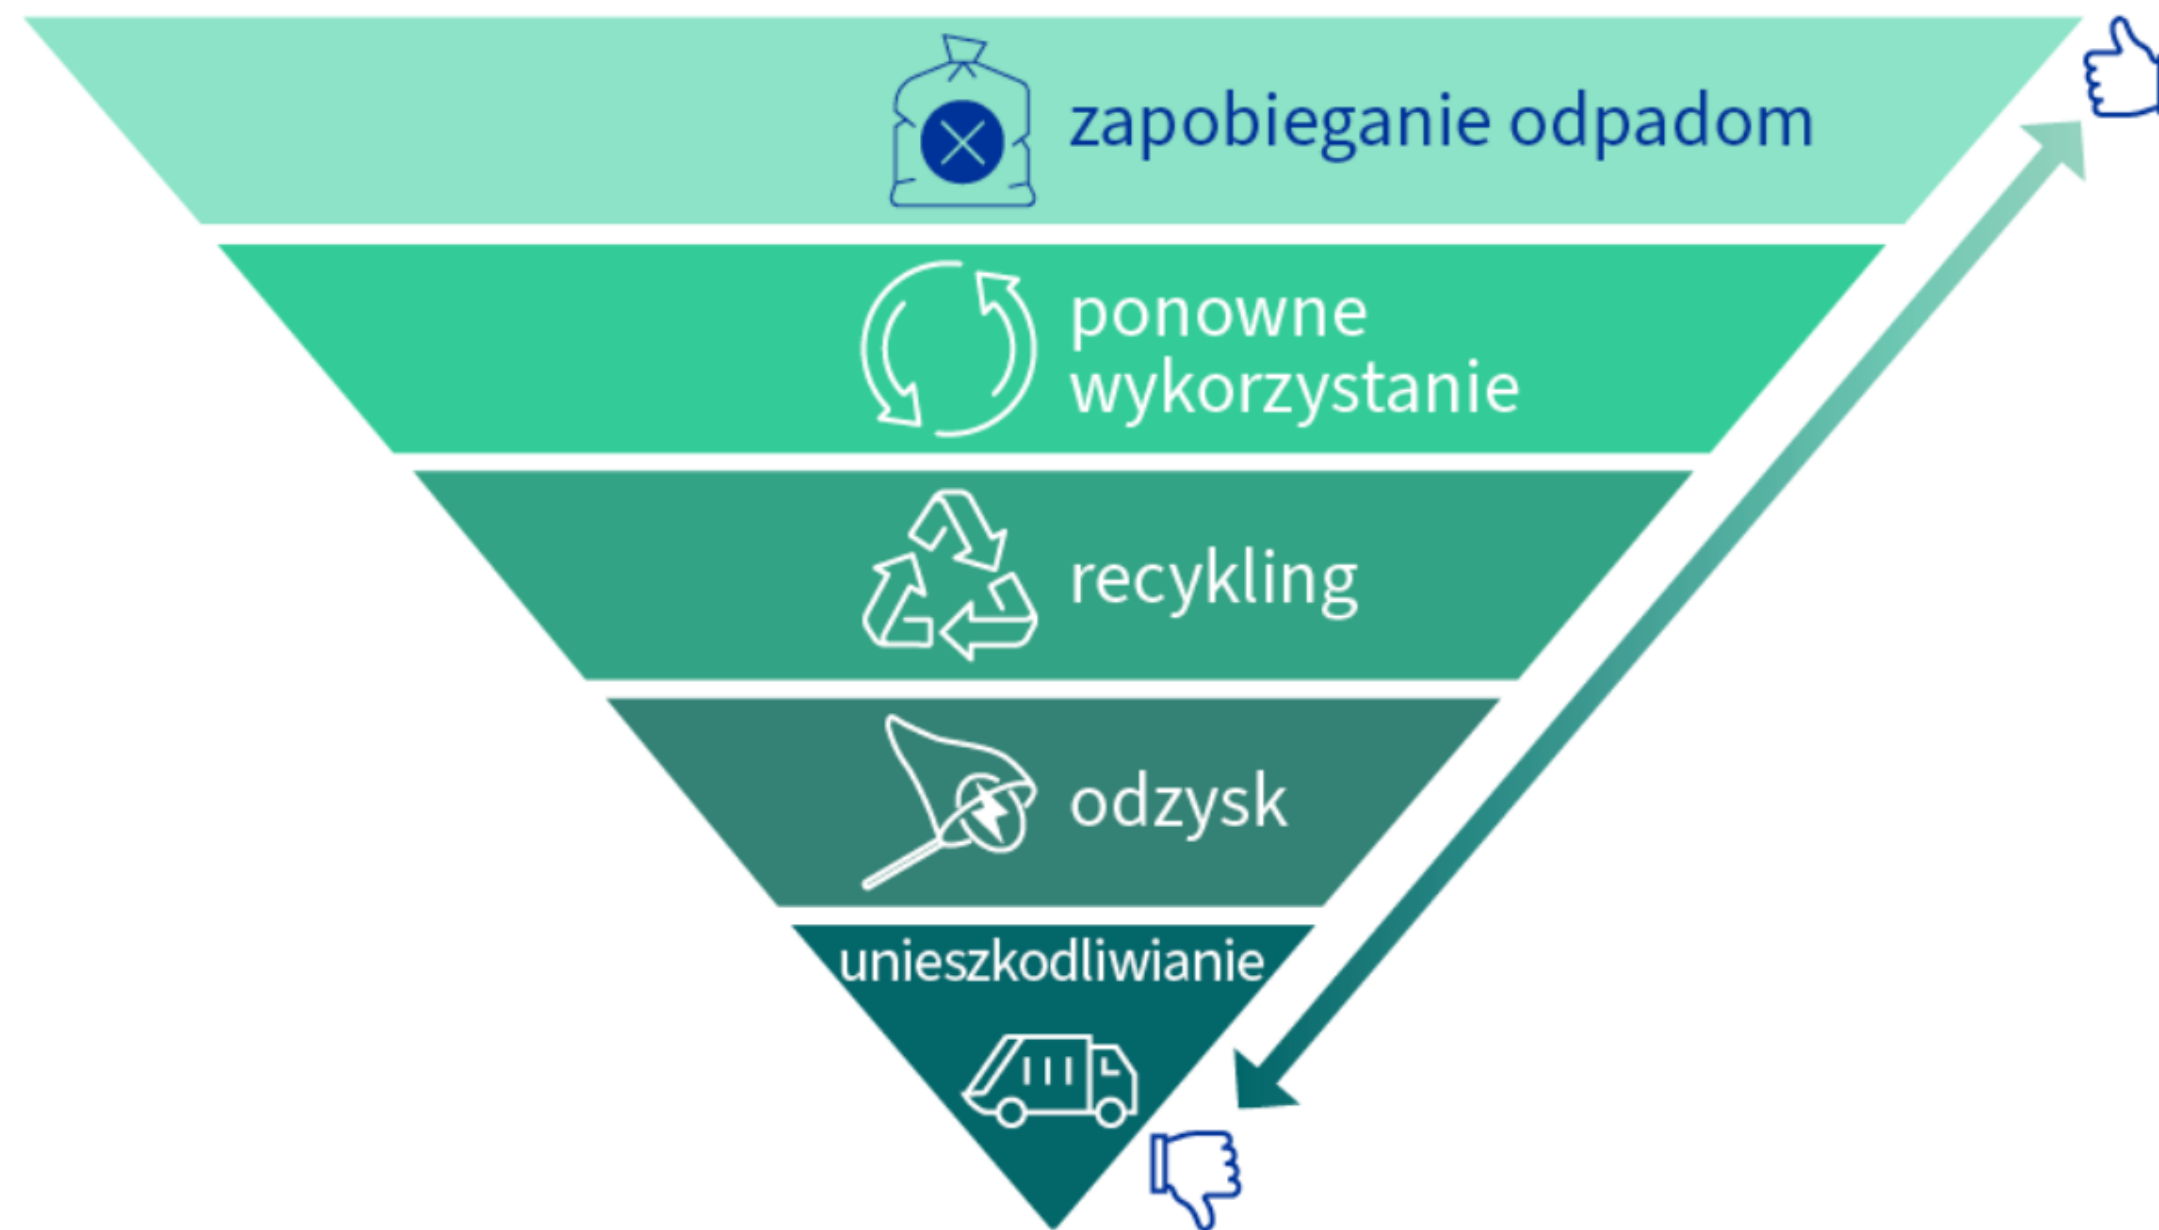 zapobieganie odpadom
ponowne
wykorzystanie
recykling
odzysk
unieszkodliwianie